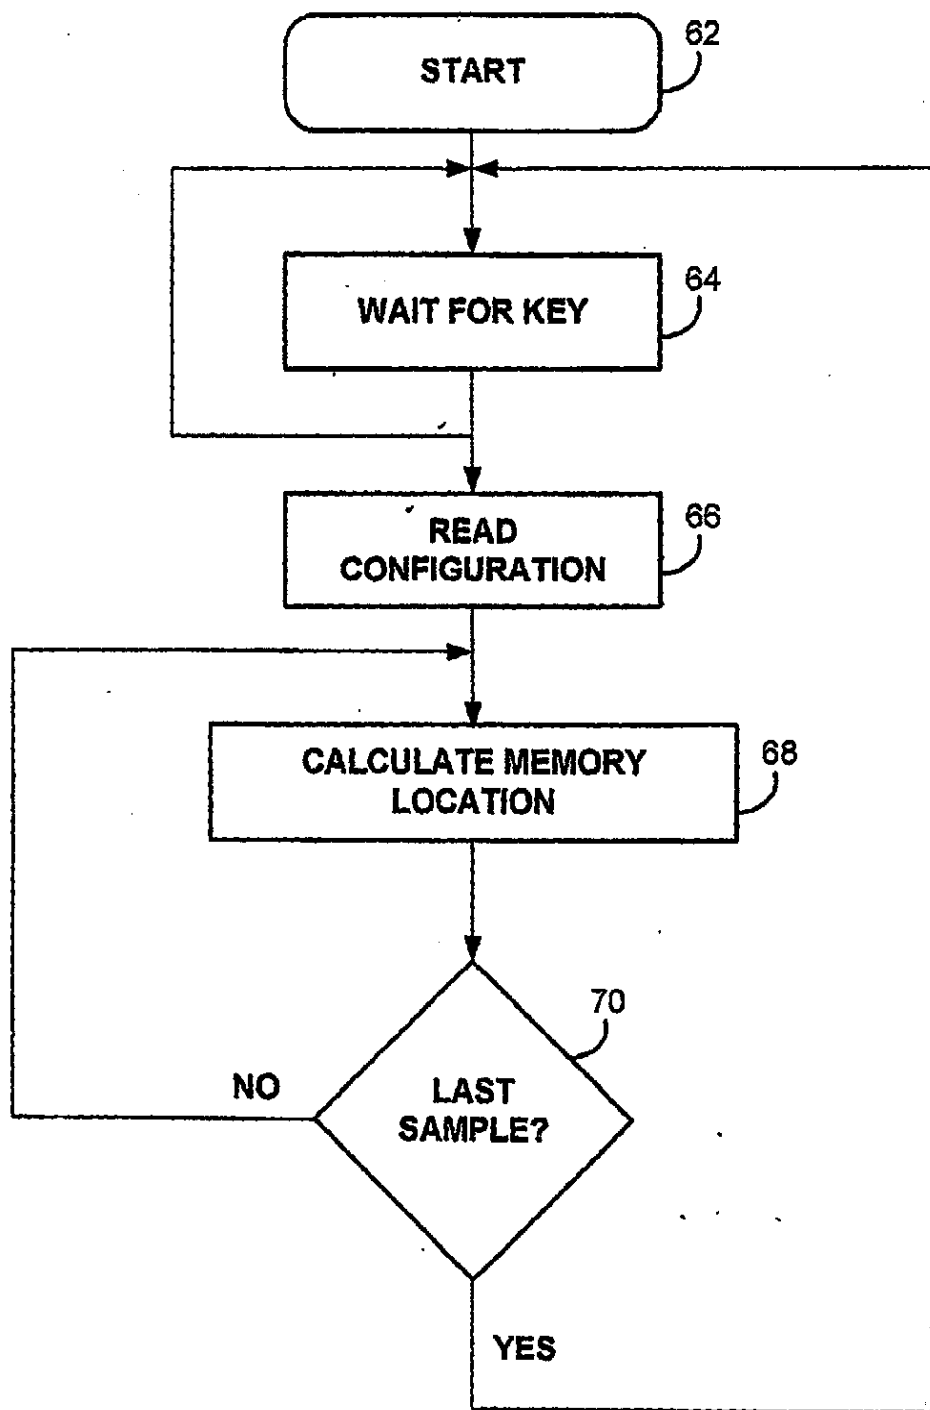 START
62
WAIT FOR KEY
64
READ
CONFIGURATION
66
CALCULATE MEMORY
LOCATION
68
LAST
SAMPLE?
70
NO
YES